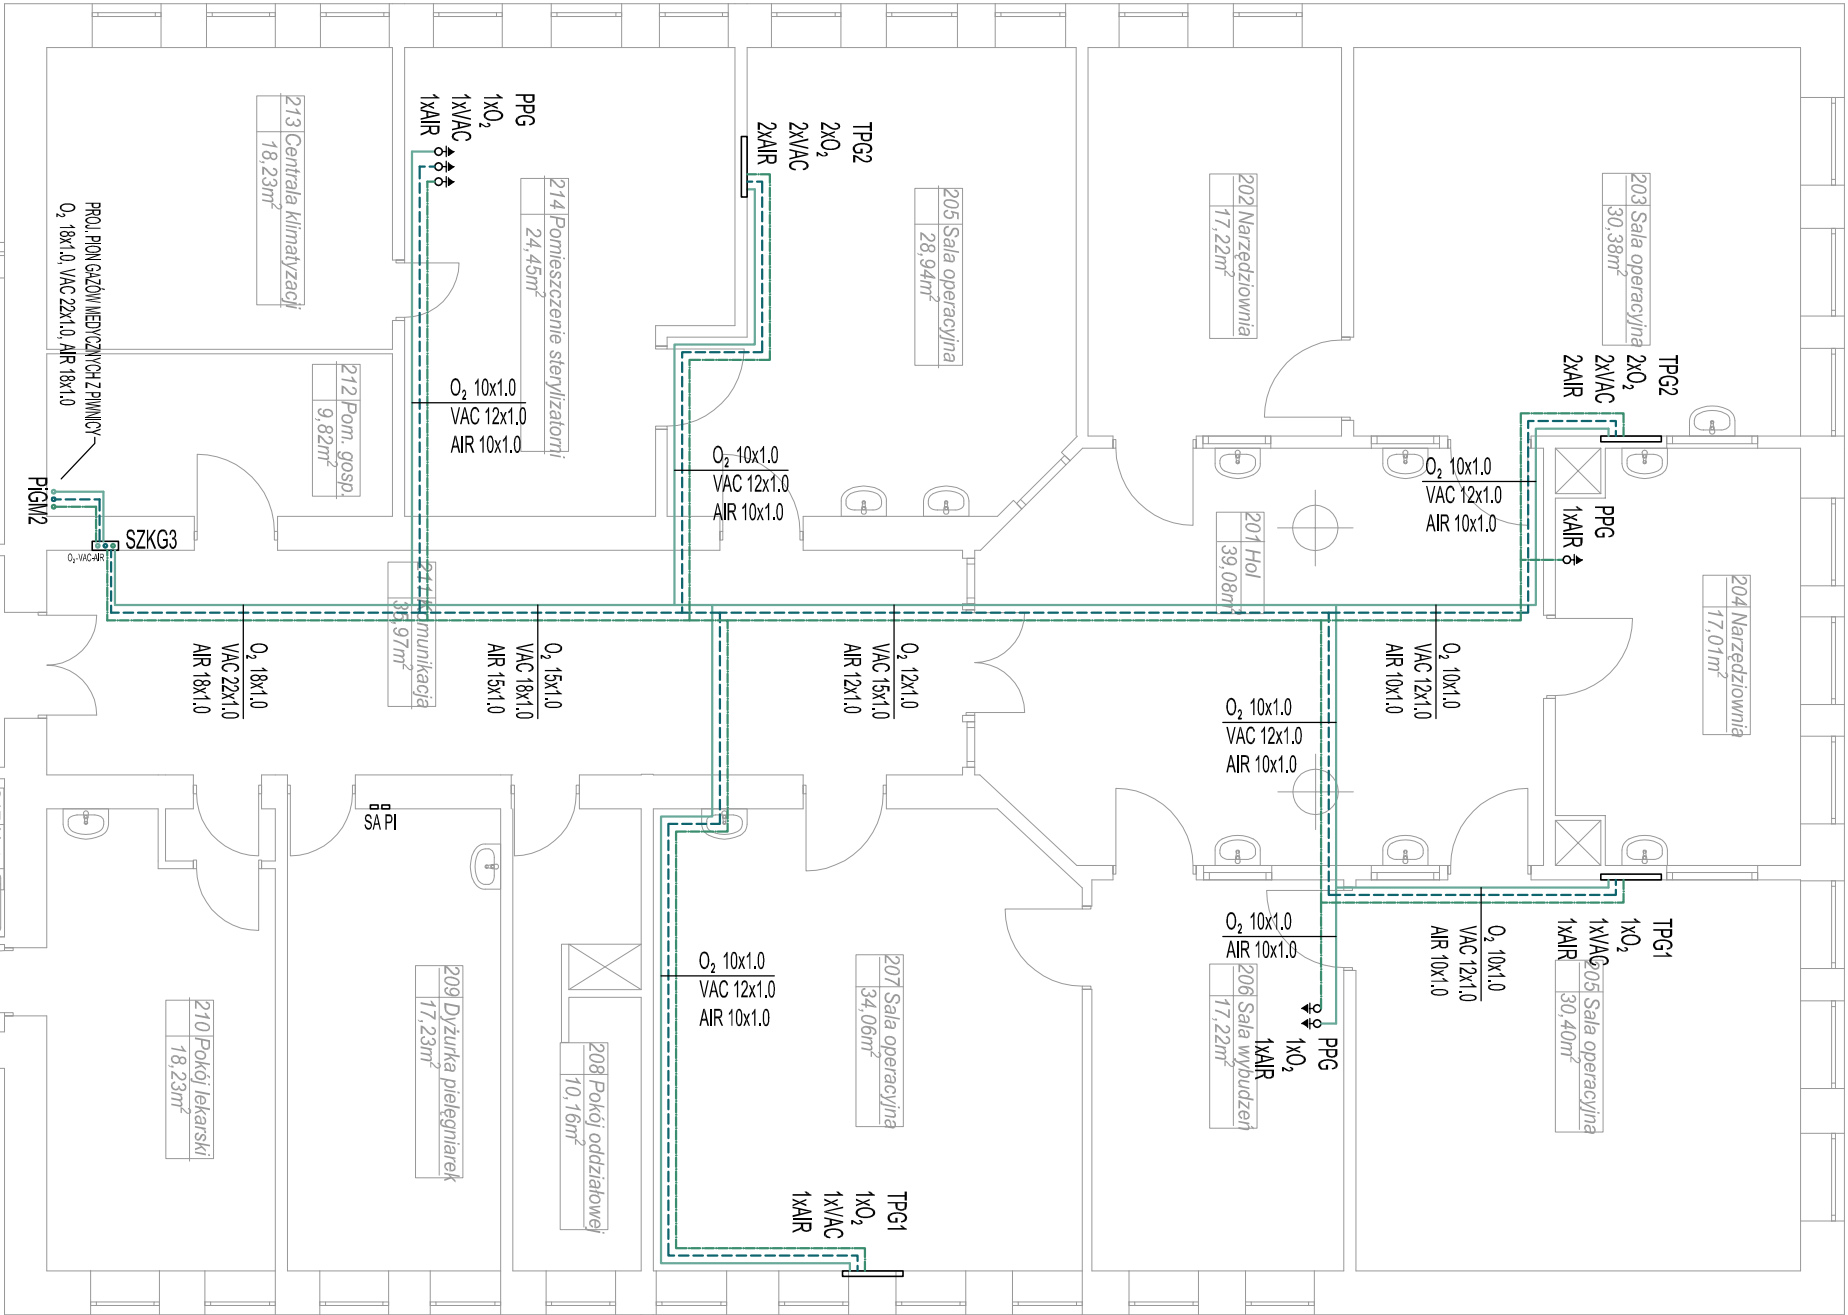 213 Centrala klimatyzacji
18,23m²
PPG
1xO₂
1xVAC
1xAIR
214 Pomieszczenie sterylizatorni
24,45m²
TPG2
2xO₂
2xVAC
2xAIR
205 Sala operacyjna
28,94m²
202 Narzędziownia
17,22m²
203 Sala operacyjna
30,38m²
TPG2
2xO₂
2xVAC
2xAIR
PROJ. PION GAZÓW MEDYCZNYCH Z PIWNICY
O₂ 18x1.0, VAC 22x1.0, AIR 18x1.0
212 Pom. gosp.
9,82m²
O₂ 10x1.0
VAC 12x1.0
AIR 10x1.0
O₂ 10x1.0
VAC 12x1.0
AIR 10x1.0
O₂ 10x1.0
VAC 12x1.0
AIR 10x1.0
PPG
1xAIR
PiGM2
SZKG3
O₂-VAC-AIR
201 Hol
39,08m²
204 Narzędziownia
17,01m²
211 Komunikacja
35,97m²
O₂ 18x1.0
VAC 22x1.0
AIR 18x1.0
O₂ 15x1.0
VAC 18x1.0
AIR 15x1.0
O₂ 12x1.0
VAC 15x1.0
AIR 12x1.0
O₂ 10x1.0
VAC 12x1.0
AIR 10x1.0
O₂ 10x1.0
VAC 12x1.0
AIR 10x1.0
SA PI
O₂ 10x1.0
AIR 10x1.0
O₂ 10x1.0
VAC 12x1.0
AIR 10x1.0
TPG1
1xO₂
1xVAC
1xAIR
205 Sala operacyjna
30,40m²
O₂ 10x1.0
VAC 12x1.0
AIR 10x1.0
207 Sala operacyjna
34,06m²
206 Sala wybudzeń
17,22m²
PPG
1xO₂
1xAIR
210 Pokój lekarski
18,23m²
209 Dyżurka pielęgniarek
17,23m²
208 Pokój oddziałowej
10,16m²
TPG1
1xO₂
1xVAC
1xAIR